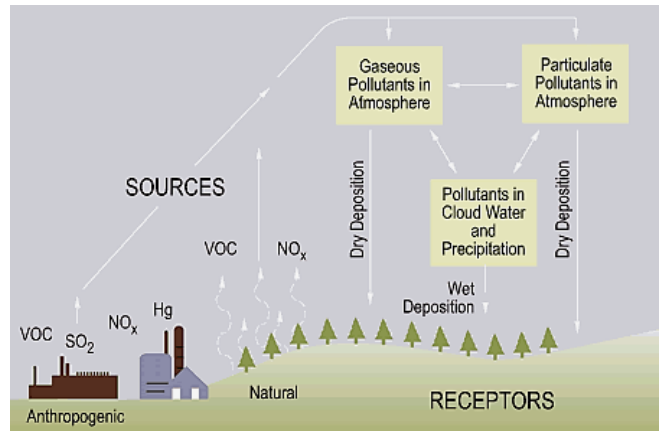 Gaseous
Pollutants in
Atmosphere
Particulate
Pollutants in
Atmosphere
SOURCES
Dry Deposition
Dry Deposition
Pollutants in
Cloud Water
and
Precipitation
VOC
NOx
Wet
Deposition
VOC
SO2
NOx
Hg
Natural
RECEPTORS
Anthropogenic